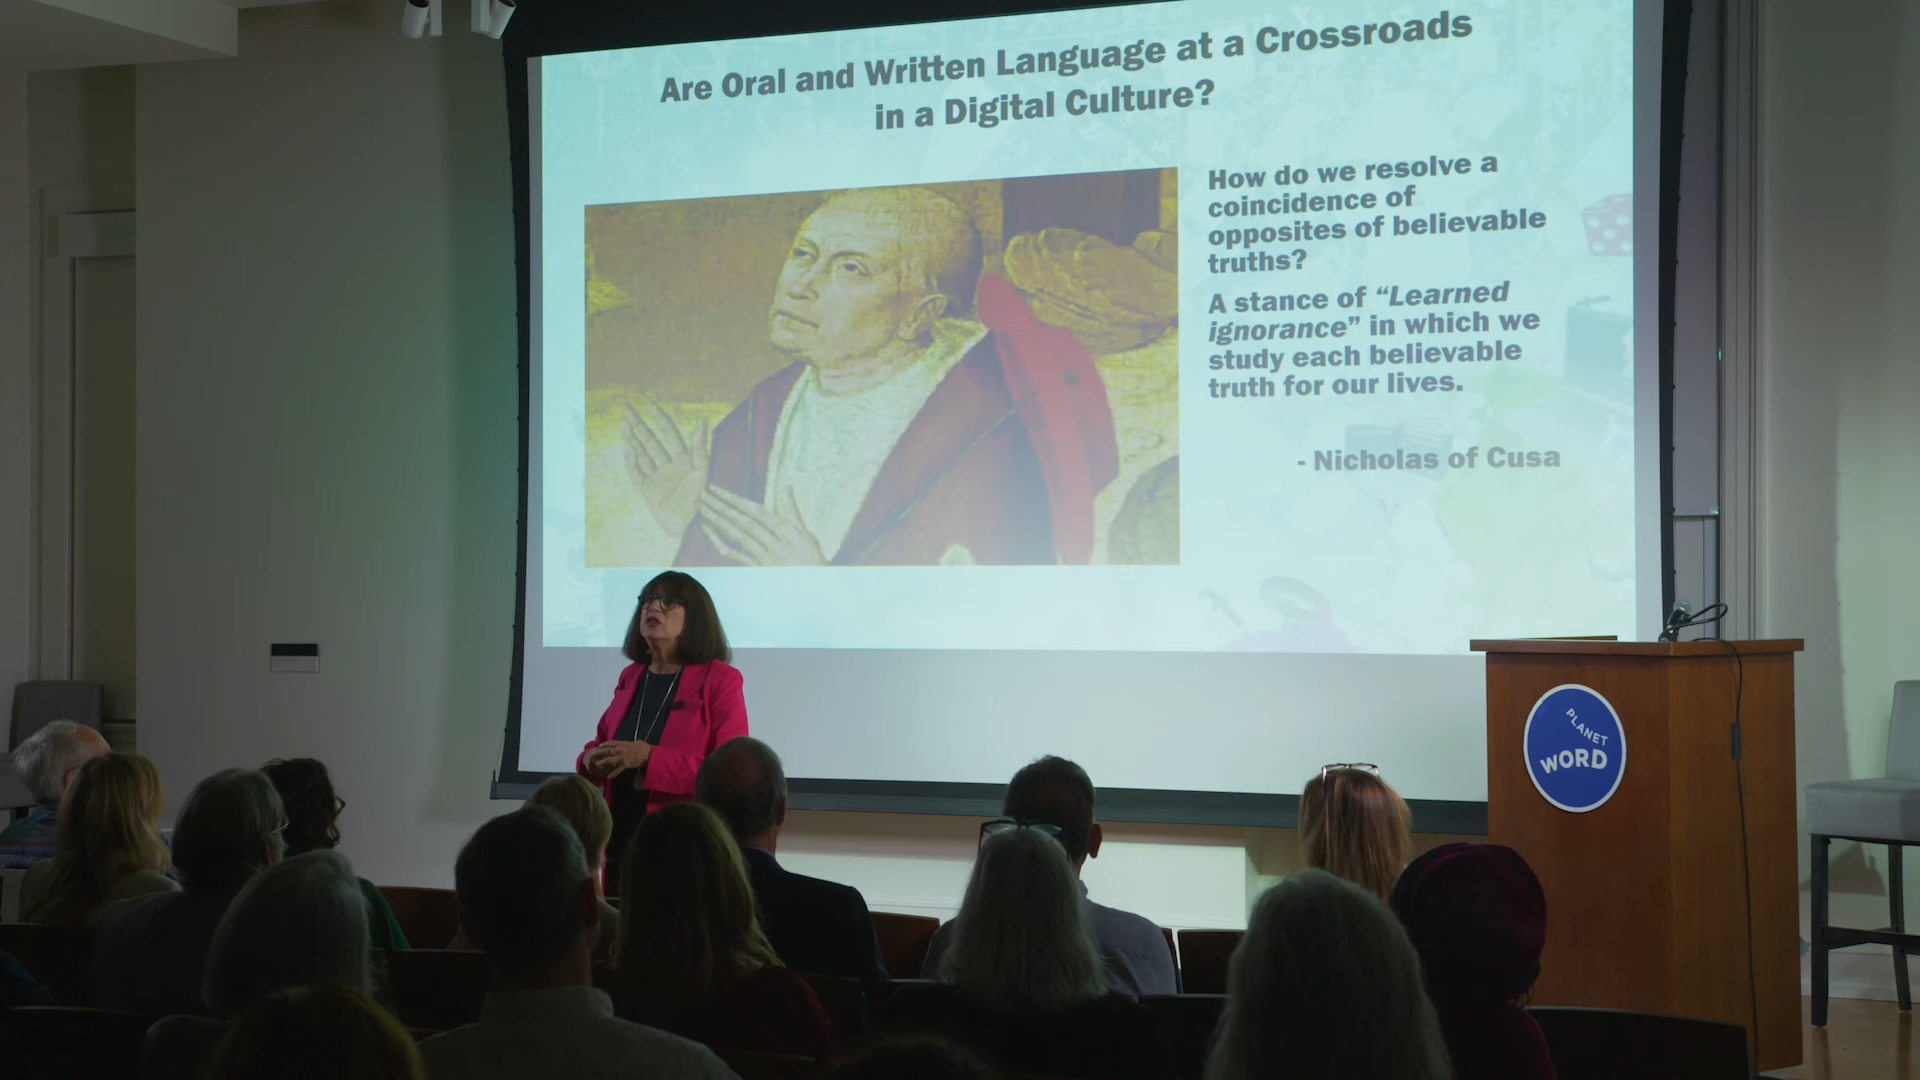 Are Oral and Written Language at a Crossroads
in a Digital Culture?
How do we resolve a
coincidence of
opposites of believable
truths?
A stance of “Learned
ignorance” in which we
study each believable
truth for our lives.
- Nicholas of Cusa
PLANET
WORD